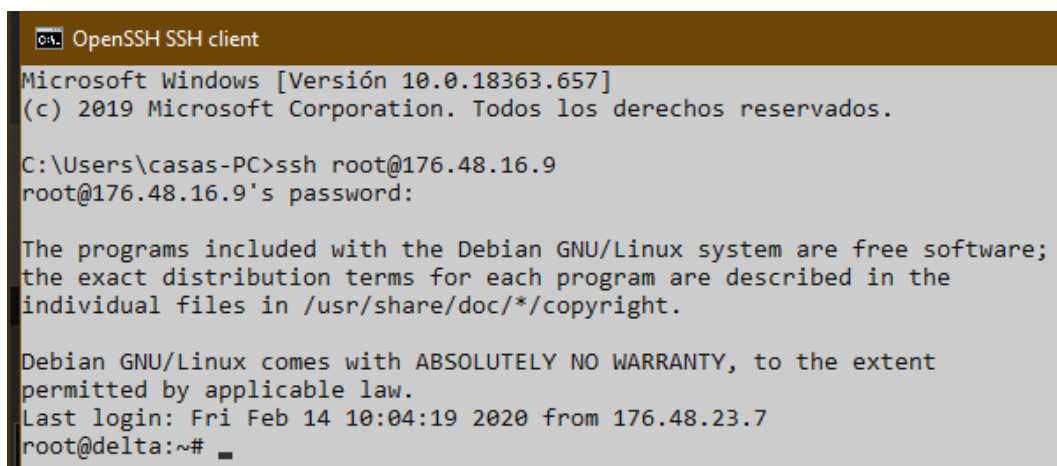 OpenSSH SSH client
Microsoft Windows [Versión 10.0.18363.657]
(c) 2019 Microsoft Corporation. Todos los derechos reservados.
C:\Users\casas-PC>ssh root@176.48.16.9
root@176.48.16.9's password:
The programs included with the Debian GNU/Linux system are free software;
the exact distribution terms for each program are described in the
individual files in /usr/share/doc/*/copyright.
Debian GNU/Linux comes with ABSOLUTELY NO WARRANTY, to the extent
permitted by applicable law.
Last login: Fri Feb 14 10:04:19 2020 from 176.48.23.7
root@delta:~# _